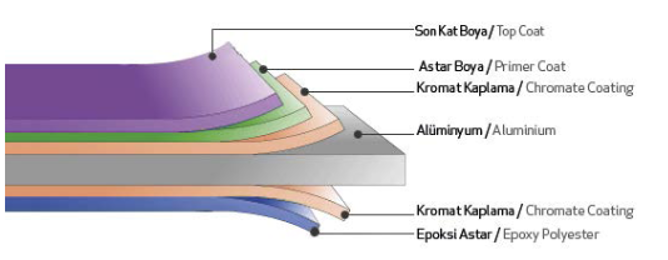 Son Kat Boya / Top Coat
Astar Boya / Primer Coat
Kromat Kaplama / Chromate Coating
Alüminyum / Aluminium
Kromat Kaplama / Chromate Coating
Epoksi Astar / Epoxy Polyester